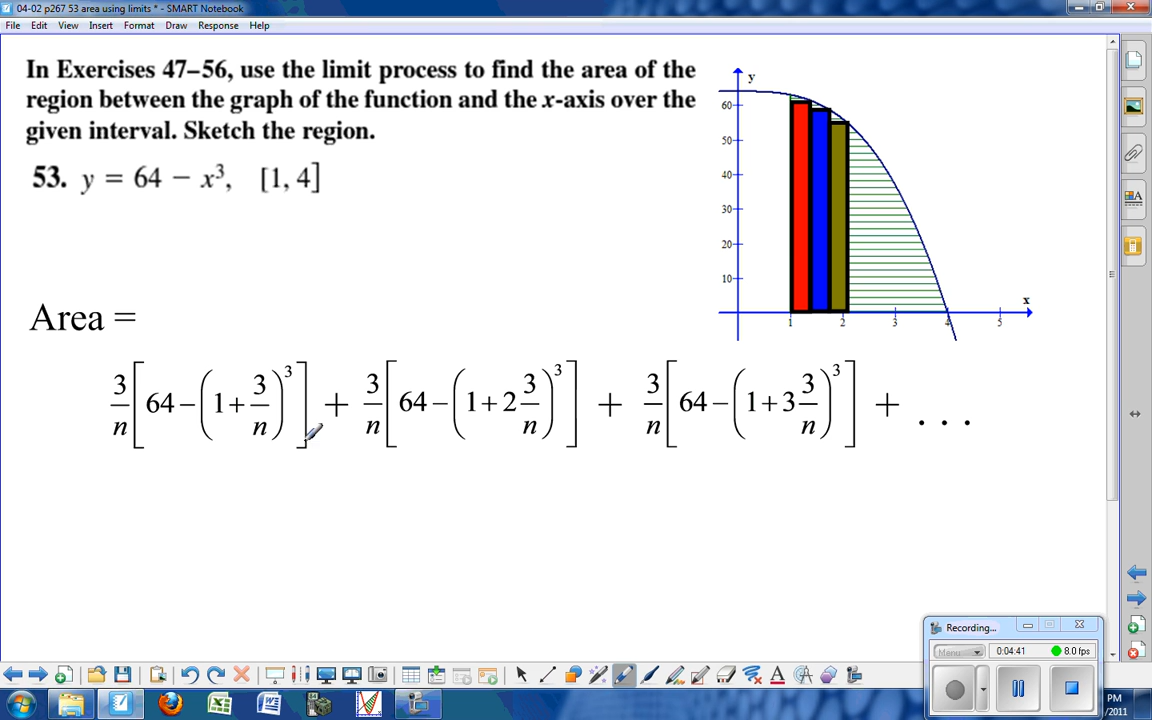 04-02 p267 53 area using limits * - SMART Notebook
File Edit View Insert Format Draw Response Help
In Exercises 47–56, use the limit process to find the area of the
region between the graph of the function and the x-axis over the
given interval. Sketch the region.
53. y = 64 − x³, [1, 4]
y
60
50
40
30
20
10
x
1 2 3 4 5
Area =
3/n[64−(1+3/n)³] + 3/n[64−(1+2 3/n)³] + 3/n[64−(1+3 3/n)³] + . . .
Recording...
Menu 0:04:41 8.0 fps
PM
/2011